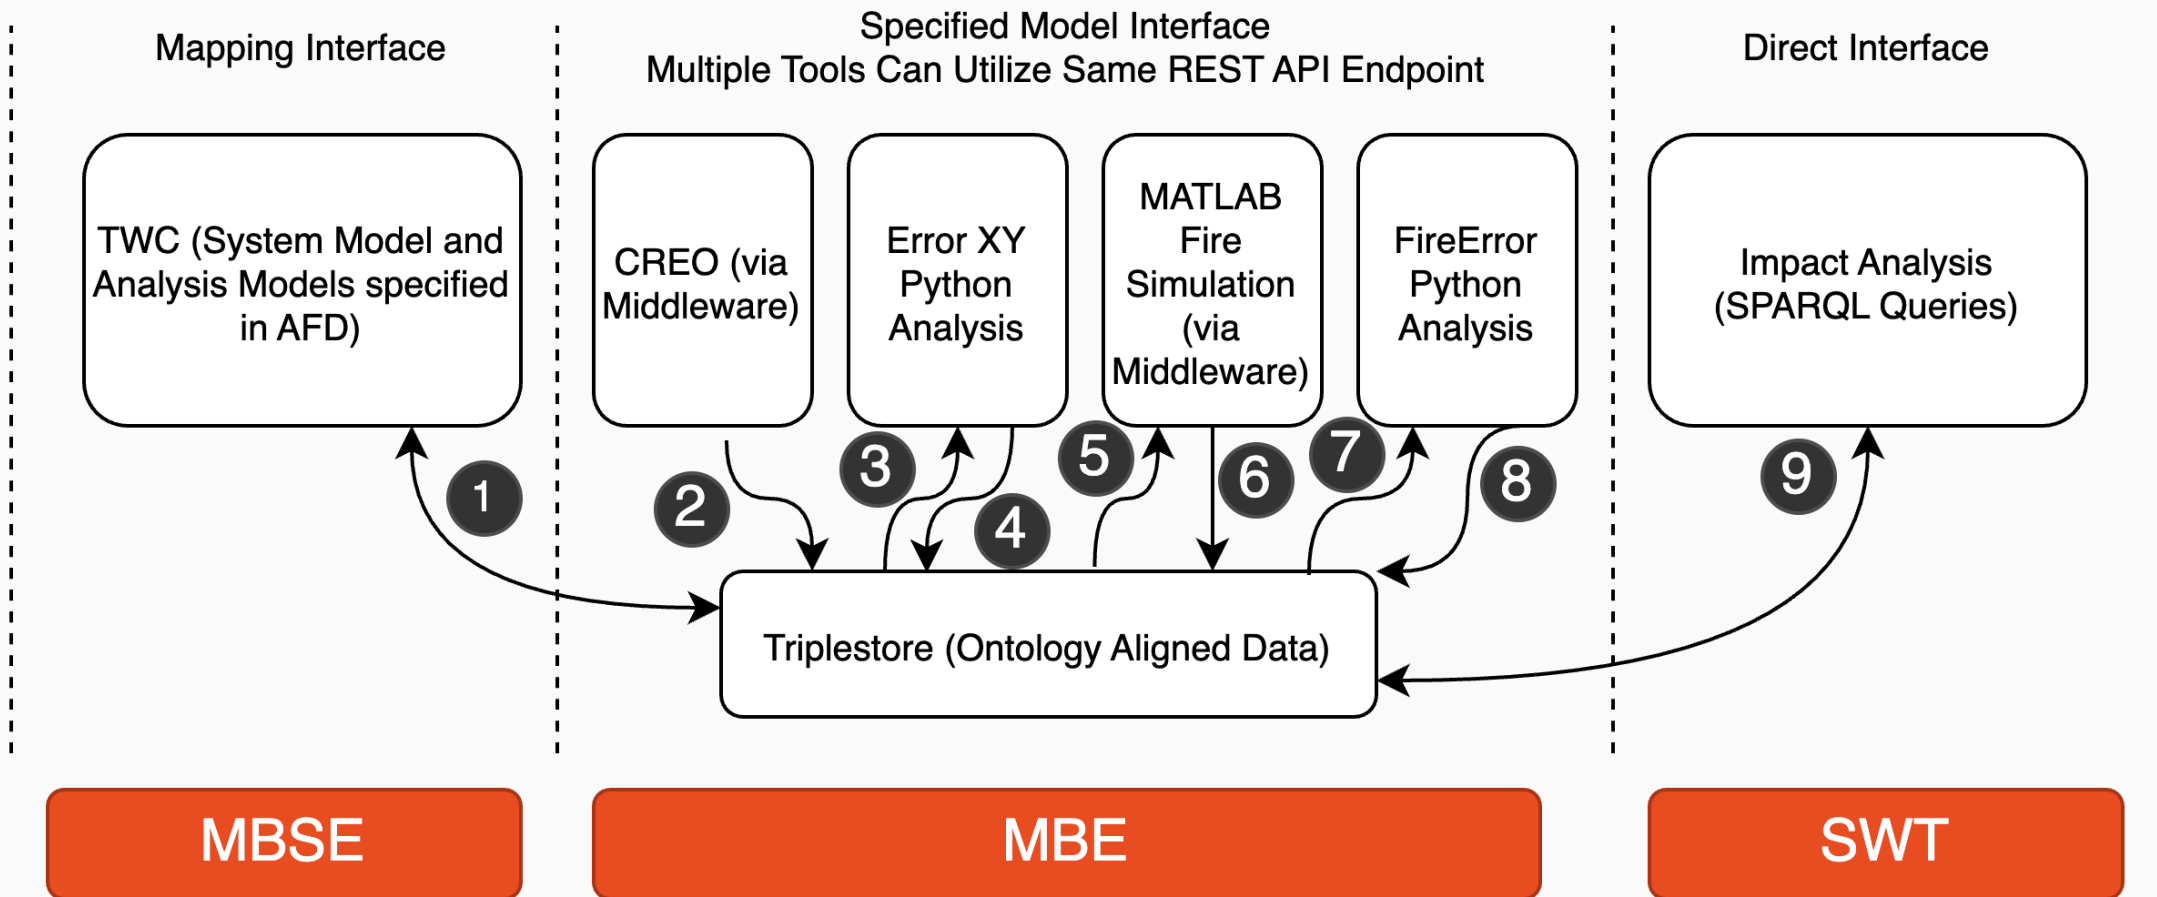 Mapping Interface
Specified Model Interface
Multiple Tools Can Utilize Same REST API Endpoint
Direct Interface
TWC (System Model and
Analysis Models specified
in AFD)
CREO (via
Middleware)
Error XY
Python
Analysis
MATLAB
Fire
Simulation
(via
Middleware)
FireError
Python
Analysis
Impact Analysis
(SPARQL Queries)
1
2
3
4
5
6
7
8
9
Triplestore (Ontology Aligned Data)
MBSE
MBE
SWT